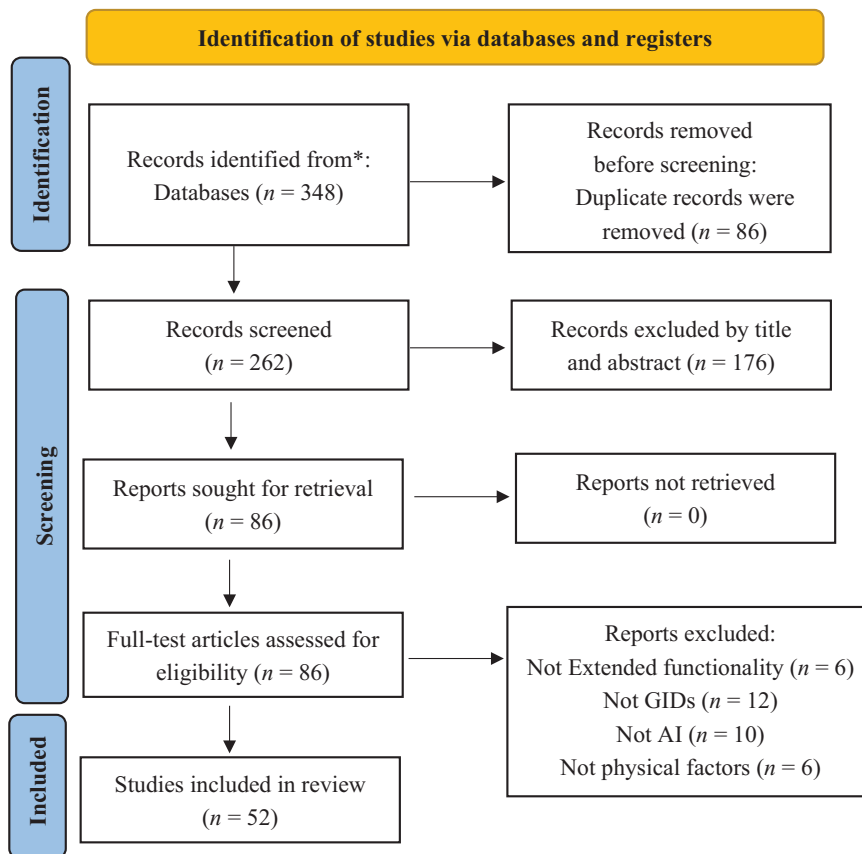 Identification of studies via databases and registers
Identification
Records identified from*:
Databases (n = 348)
Records removed
before screening:
Duplicate records were
removed (n = 86)
Screening
Records screened
(n = 262)
Records excluded by title
and abstract (n = 176)
Reports sought for retrieval
(n = 86)
Reports not retrieved
(n = 0)
Full-test articles assessed for
eligibility (n = 86)
Reports excluded:
Not Extended functionality (n = 6)
Not GIDs (n = 12)
Not AI (n = 10)
Not physical factors (n = 6)
Included
Studies included in review
(n = 52)